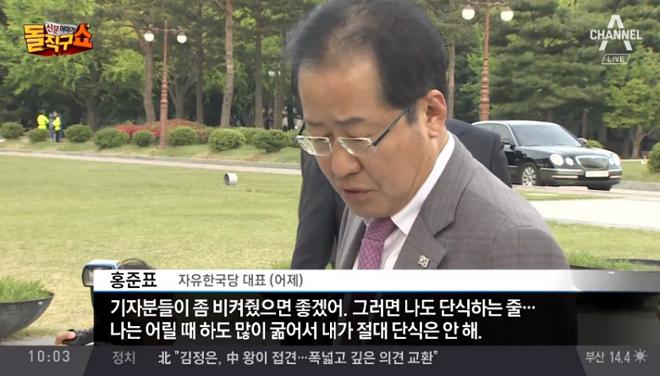 신문이야기
돌직구쇼
CHANNEL A
LIVE
홍준표 자유한국당 대표 (어제)
기자분들이 좀 비켜줬으면 좋겠어. 그러면 나도 단식하는 줄…
나는 어릴 때 하도 많이 굶어서 내가 절대 단식은 안 해.
10:03 정치 北 "김정은, 中 왕이 접견…폭넓고 깊은 의견 교환" 부산 14.4